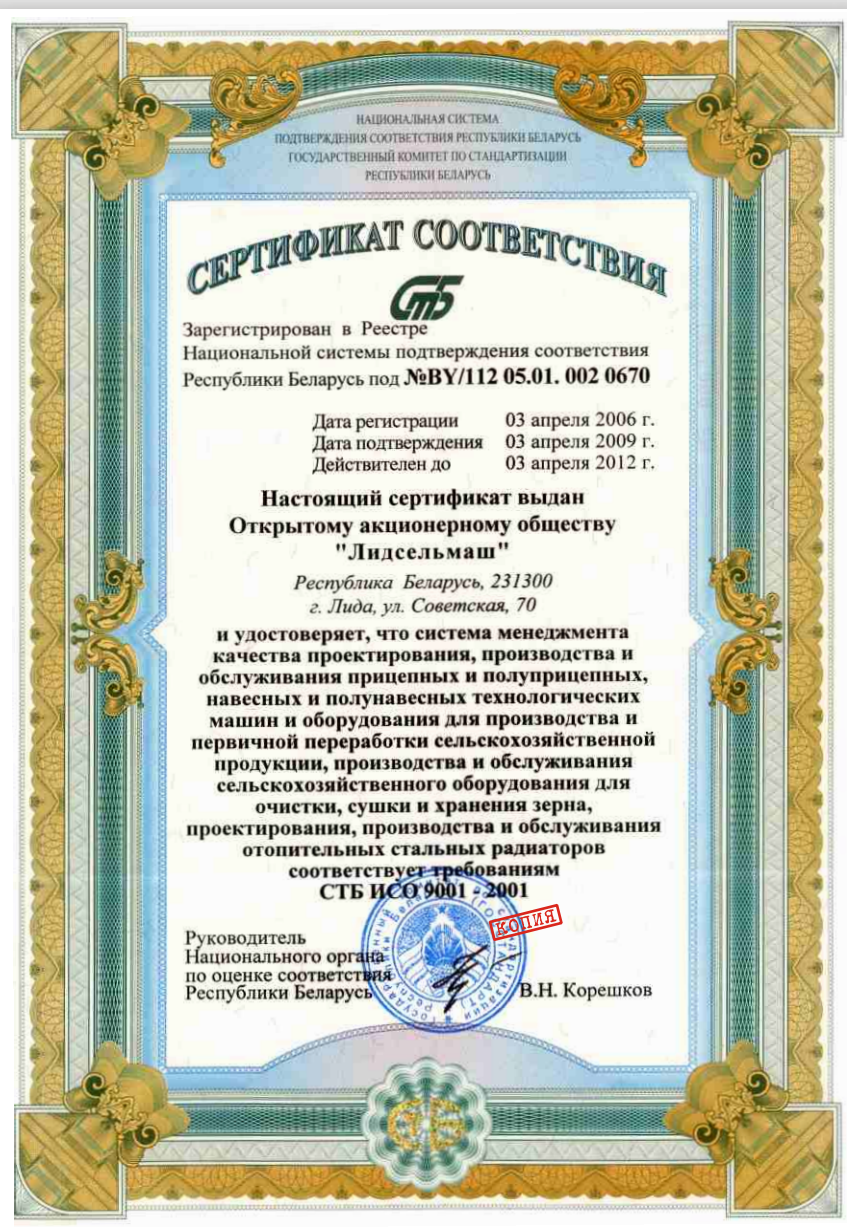 НАЦИОНАЛЬНАЯ СИСТЕМА
ПОДТВЕРЖДЕНИЯ СООТВЕТСТВИЯ РЕСПУБЛИКИ БЕЛАРУСЬ
ГОСУДАРСТВЕННЫЙ КОМИТЕТ ПО СТАНДАРТИЗАЦИИ
РЕСПУБЛИКИ БЕЛАРУСЬ
СЕРТИФИКАТ СООТВЕТСТВИЯ
СТБ
Зарегистрирован в Реестре
Национальной системы подтверждения соответствия
Республики Беларусь под №BY/112 05.01. 002 0670
Дата регистрации 03 апреля 2006 г.
Дата подтверждения 03 апреля 2009 г.
Действителен до 03 апреля 2012 г.
Настоящий сертификат выдан
Открытому акционерному обществу
"Лидсельмаш"
Республика Беларусь, 231300
г. Лида, ул. Советская, 70
и удостоверяет, что система менеджмента
качества проектирования, производства и
обслуживания прицепных и полуприцепных,
навесных и полунавесных технологических
машин и оборудования для производства и
первичной переработки сельскохозяйственной
продукции, производства и обслуживания
сельскохозяйственного оборудования для
очистки, сушки и хранения зерна,
проектирования, производства и обслуживания
отопительных стальных радиаторов
соответствует требованиям
СТБ ИСО 9001 - 2001
КОПИЯ
Руководитель
Национального органа
по оценке соответствия
Республики Беларусь В.Н. Корешков